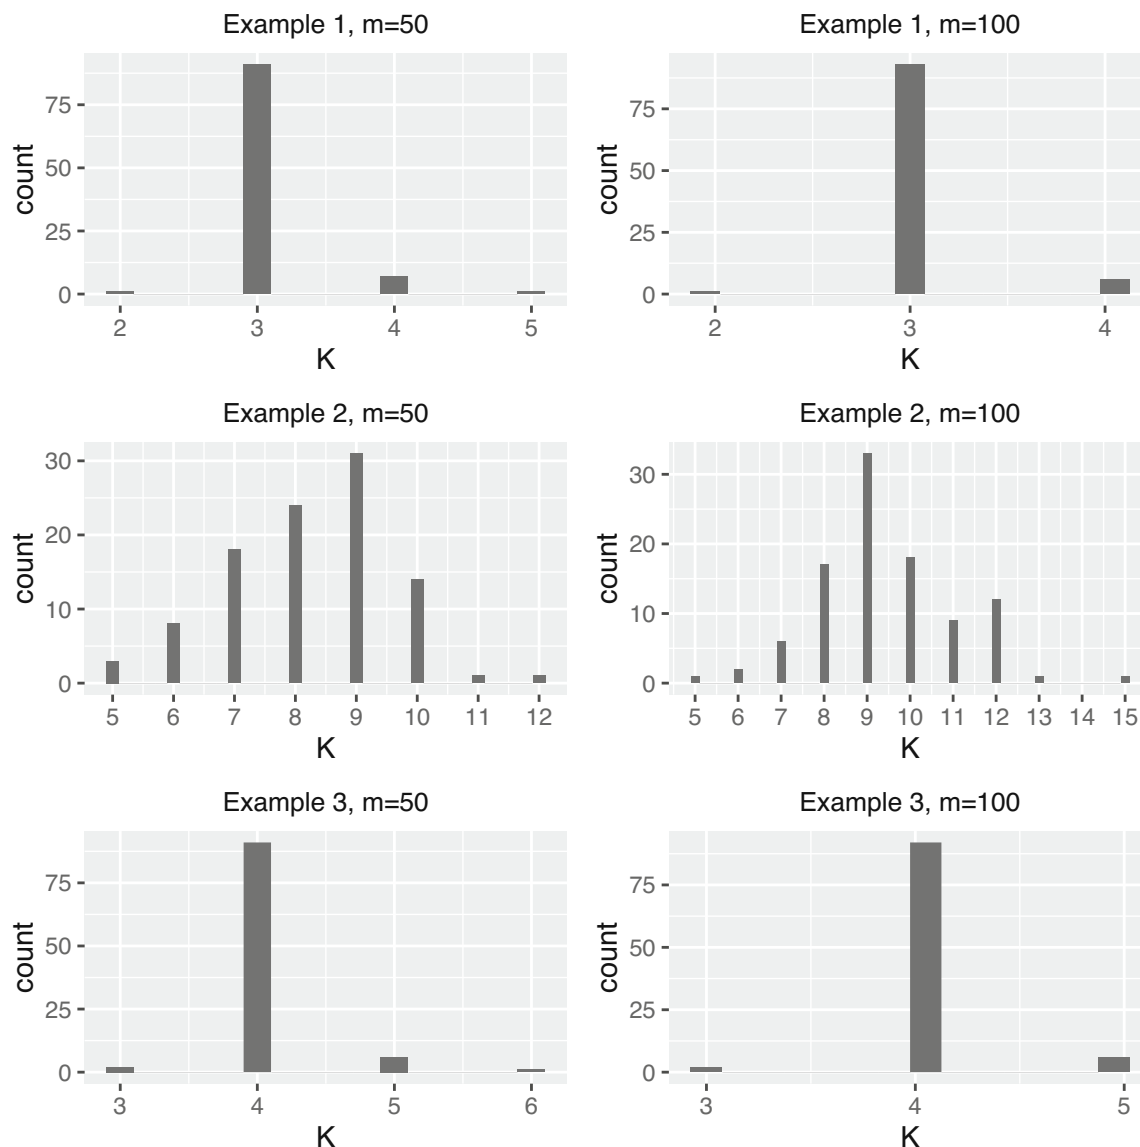 Example 1, m=50
75
50
25
0
count
2 3 4 5
K
Example 1, m=100
75
50
25
0
count
2 3 4
K
Example 2, m=50
30
20
10
0
count
5 6 7 8 9 10 11 12
K
Example 2, m=100
30
20
10
0
count
5 6 7 8 9 10 11 12 13 14 15
K
Example 3, m=50
75
50
25
0
count
3 4 5 6
K
Example 3, m=100
75
50
25
0
count
3 4 5
K